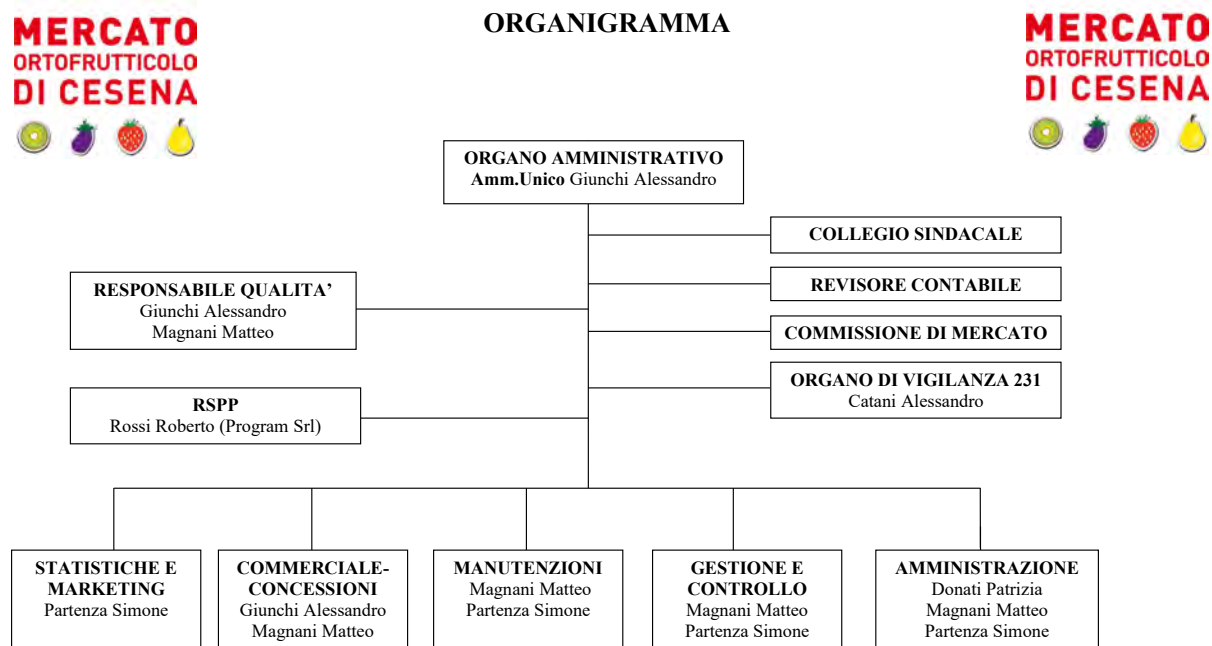 MERCATO
ORTOFRUTTICOLO
DI CESENA
ORGANIGRAMMA
MERCATO
ORTOFRUTTICOLO
DI CESENA
ORGANO AMMINISTRATIVO
Amm.Unico Giunchi Alessandro
COLLEGIO SINDACALE
RESPONSABILE QUALITA’
Giunchi Alessandro
Magnani Matteo
REVISORE CONTABILE
COMMISSIONE DI MERCATO
ORGANO DI VIGILANZA 231
Catani Alessandro
RSPP
Rossi Roberto (Program Srl)
STATISTICHE E
MARKETING
Partenza Simone
COMMERCIALE-
CONCESSIONI
Giunchi Alessandro
Magnani Matteo
MANUTENZIONI
Magnani Matteo
Partenza Simone
GESTIONE E
CONTROLLO
Magnani Matteo
Partenza Simone
AMMINISTRAZIONE
Donati Patrizia
Magnani Matteo
Partenza Simone